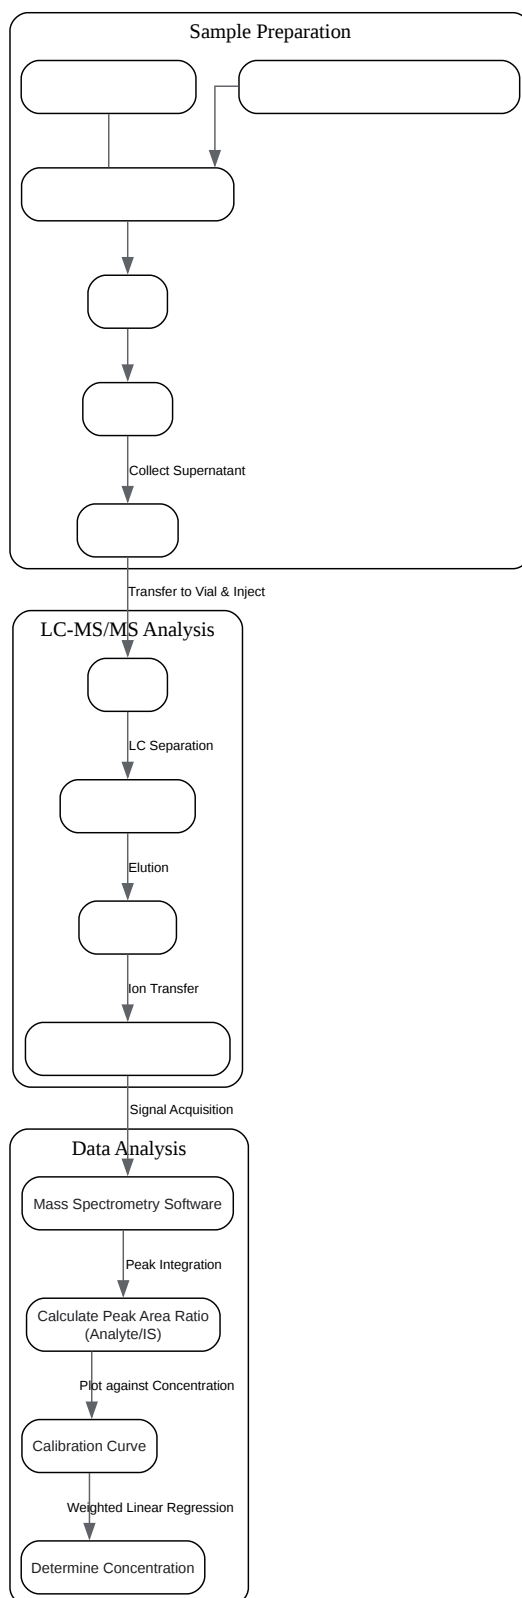 Sample Preparation
Collect Supernatant
Transfer to Vial & Inject
LC-MS/MS Analysis
LC Separation
Elution
Ion Transfer
Signal Acquisition
Data Analysis
Mass Spectrometry Software
Peak Integration
Calculate Peak Area Ratio
(Analyte/IS)
Plot against Concentration
Calibration Curve
Weighted Linear Regression
Determine Concentration